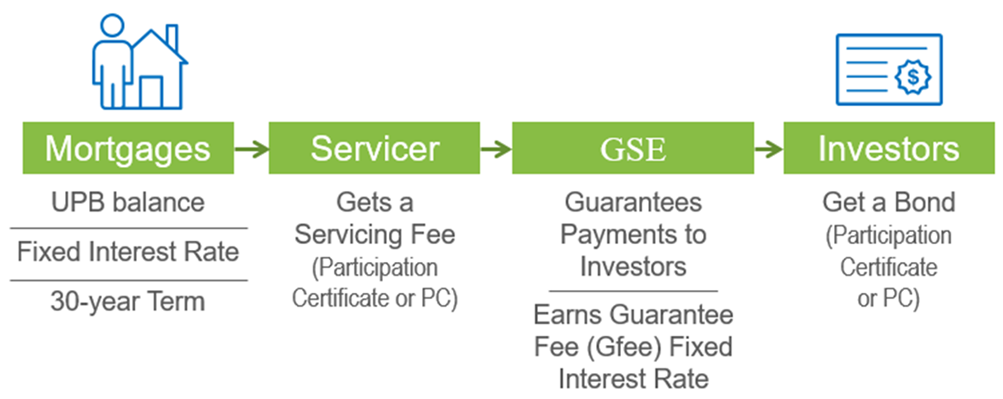 $
Mortgages
UPB balance
Fixed Interest Rate
30-year Term
Servicer
Gets a
Servicing Fee
(Participation
Certificate or PC)
GSE
Guarantees
Payments to
Investors
Earns Guarantee
Fee (Gfee) Fixed
Interest Rate
Investors
Get a Bond
(Participation
Certificate
or PC)